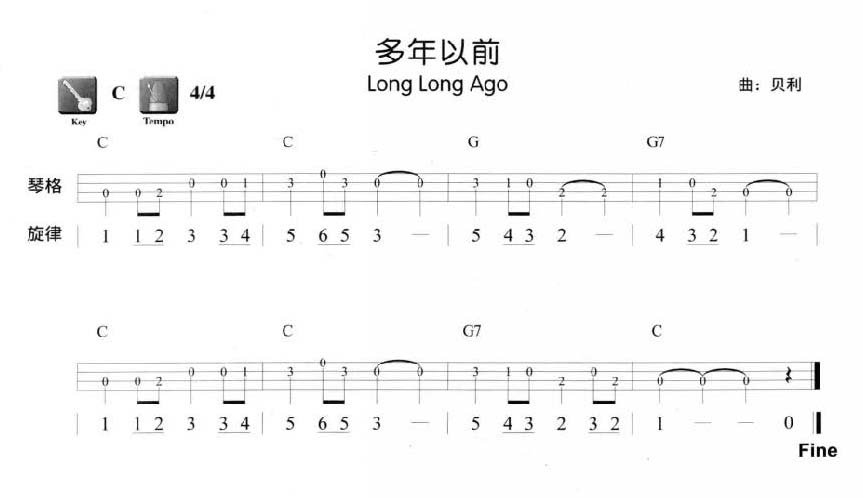 多年以前
Long Long Ago
曲：贝利
Key C Tempo 4/4
C C G G7
琴格 0 0 2 0 0 1 3 0 3 0 0 3 1 0 2 2 1 0 2 0 0
旋律 | 1 1 2 3 3 4 | 5 6 5 3 — | 5 4 3 2 — | 4 3 2 1 — |
C C G7 C
0 0 2 0 0 1 3 0 3 0 0 3 1 0 2 0 2 0 0 0
| 1 1 2 3 3 4 | 5 6 5 3 — | 5 4 3 2 3 2 | 1 — — 0 ‖
Fine